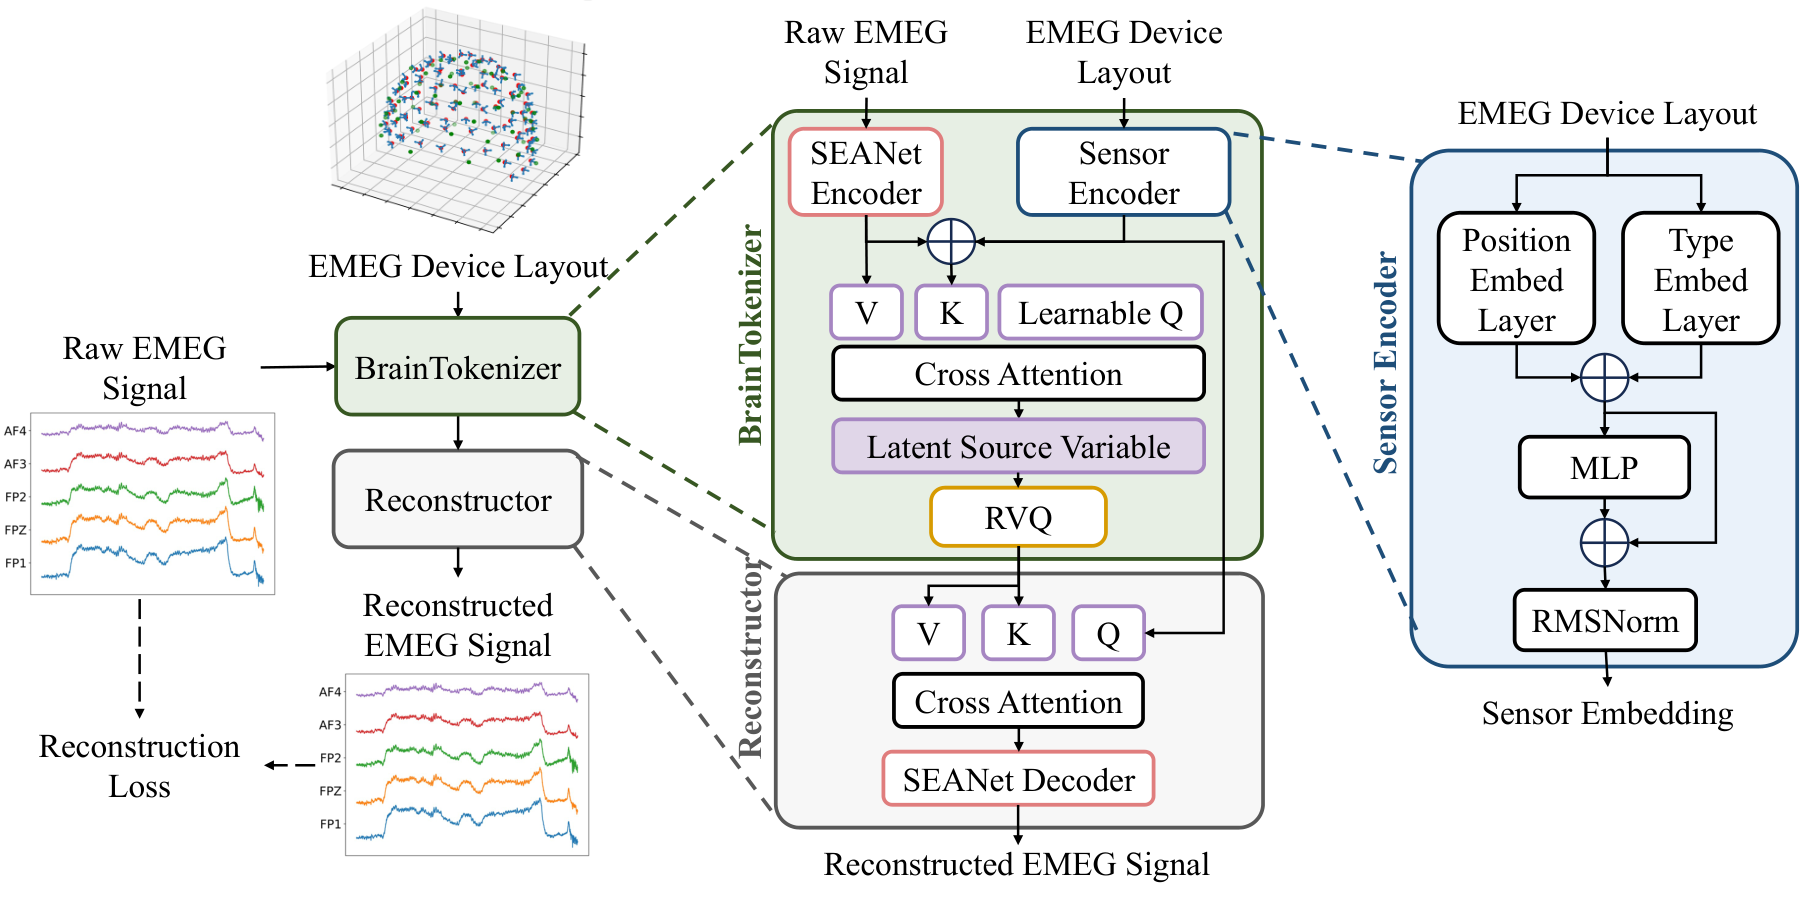 EMEG Device Layout
Raw EMEG
Signal
BrainTokenizer
AF4
AF3
FP2
FPZ
FP1
Reconstructor
Reconstructed
EMEG Signal
AF4
AF3
FP2
FPZ
FP1
Reconstruction
Loss
Raw EMEG
Signal
EMEG Device
Layout
BrainTokenizer
SEANet
Encoder
Sensor
Encoder
V
K
Learnable Q
Cross Attention
Latent Source Variable
RVQ
Reconstructor
V
K
Q
Cross Attention
SEANet Decoder
Reconstructed EMEG Signal
EMEG Device Layout
Sensor Encoder
Position
Embed
Layer
Type
Embed
Layer
MLP
RMSNorm
Sensor Embedding